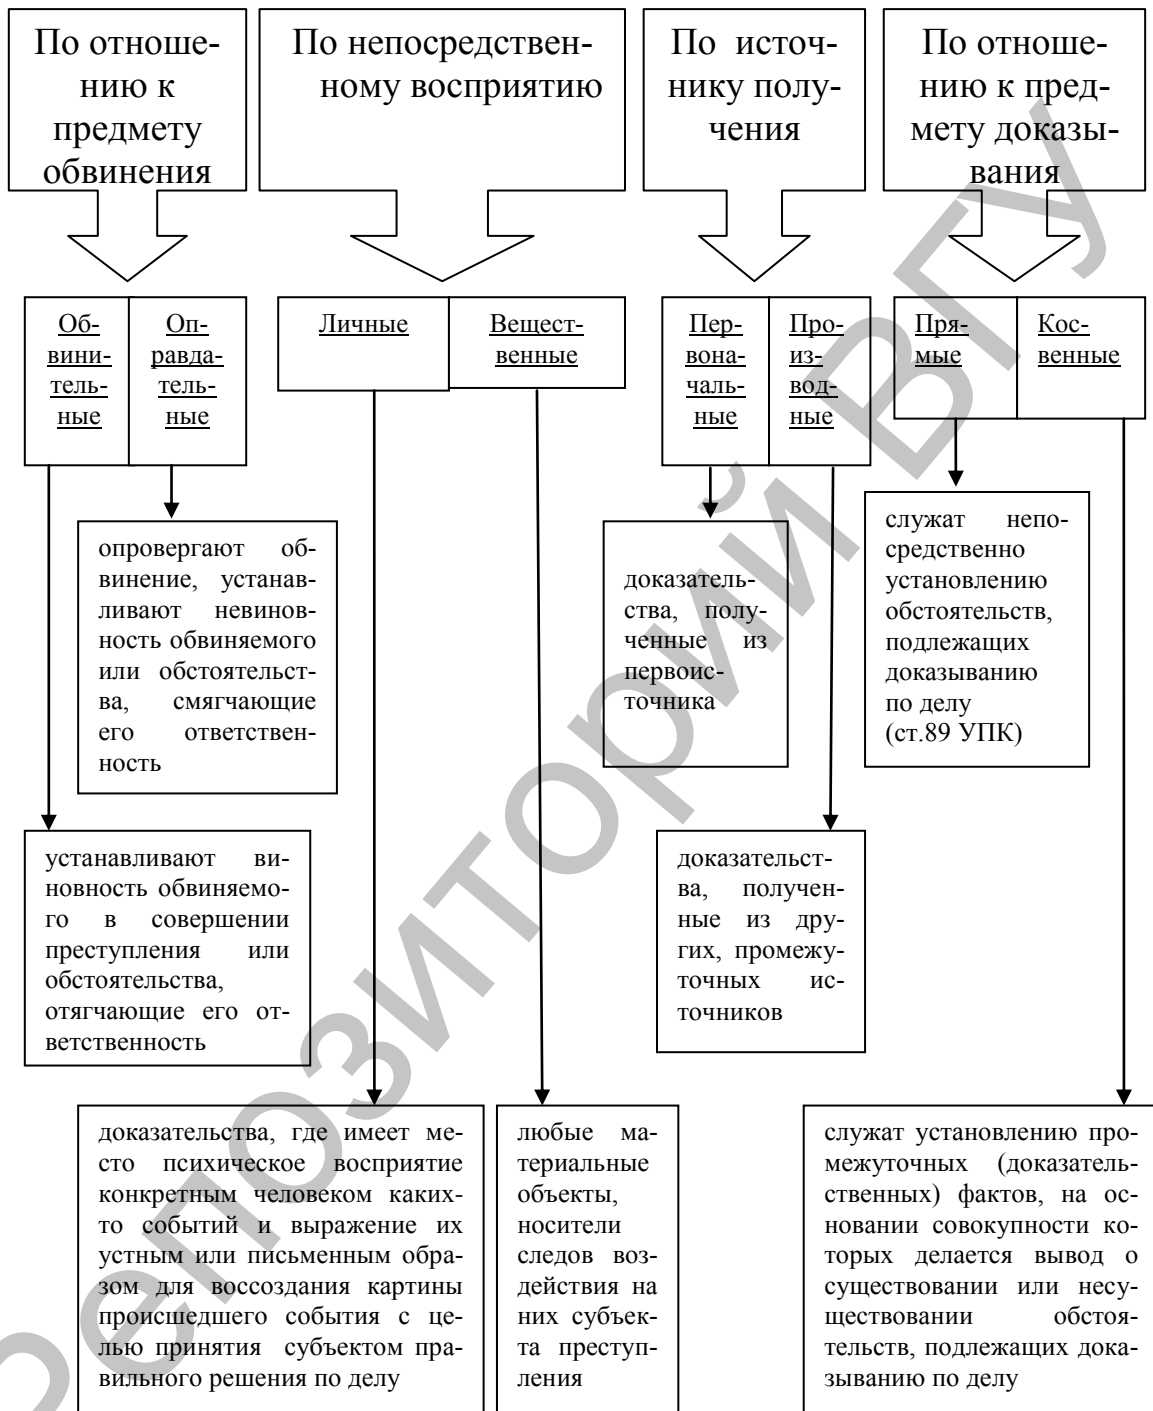 По отноше-
нию к
предмету
обвинения
По непосредствен-
ному восприятию
По источ-
нику полу-
чения
По отноше-
нию к пред-
мету доказы-
вания
Об-
вини-
тель-
ные
Оп-
равда-
тель-
ные
Личные
Вещест-
венные
Пер-
вона-
чаль-
ные
Про-
из-
вод-
ные
Пря-
мые
Кос-
венные
опровергают об-
винение, устанав-
ливают невинов-
ность обвиняемого
или обстоятельст-
ва, смягчающие
его ответствен-
ность
доказатель-
ства, полу-
ченные из
первоис-
точника
служат непо-
средственно
установлению
обстоятельств,
подлежащих
доказыванию
по делу
(ст.89 УПК)
устанавливают ви-
новность обвиняемо-
го в совершении
преступления или
обстоятельства,
отягчающие его от-
ветственность
доказательст-
ва, получен-
ные из дру-
гих, промежу-
точных ис-
точников
доказательства, где имеет ме-
сто психическое восприятие
конкретным человеком каких-
то событий и выражение их
устным или письменным обра-
зом для воссоздания картины
происшедшего события с це-
лью принятия субъектом пра-
вильного решения по делу
любые ма-
териальные
объекты,
носители
следов воз-
действия на
них субъек-
та преступ-
ления
служат установлению про-
межуточных (доказатель-
ственных) фактов, на ос-
новании совокупности ко-
торых делается вывод о
существовании или несу-
ществовании обстоя-
тельств, подлежащих дока-
зыванию по делу
Репозиторий ВГУ